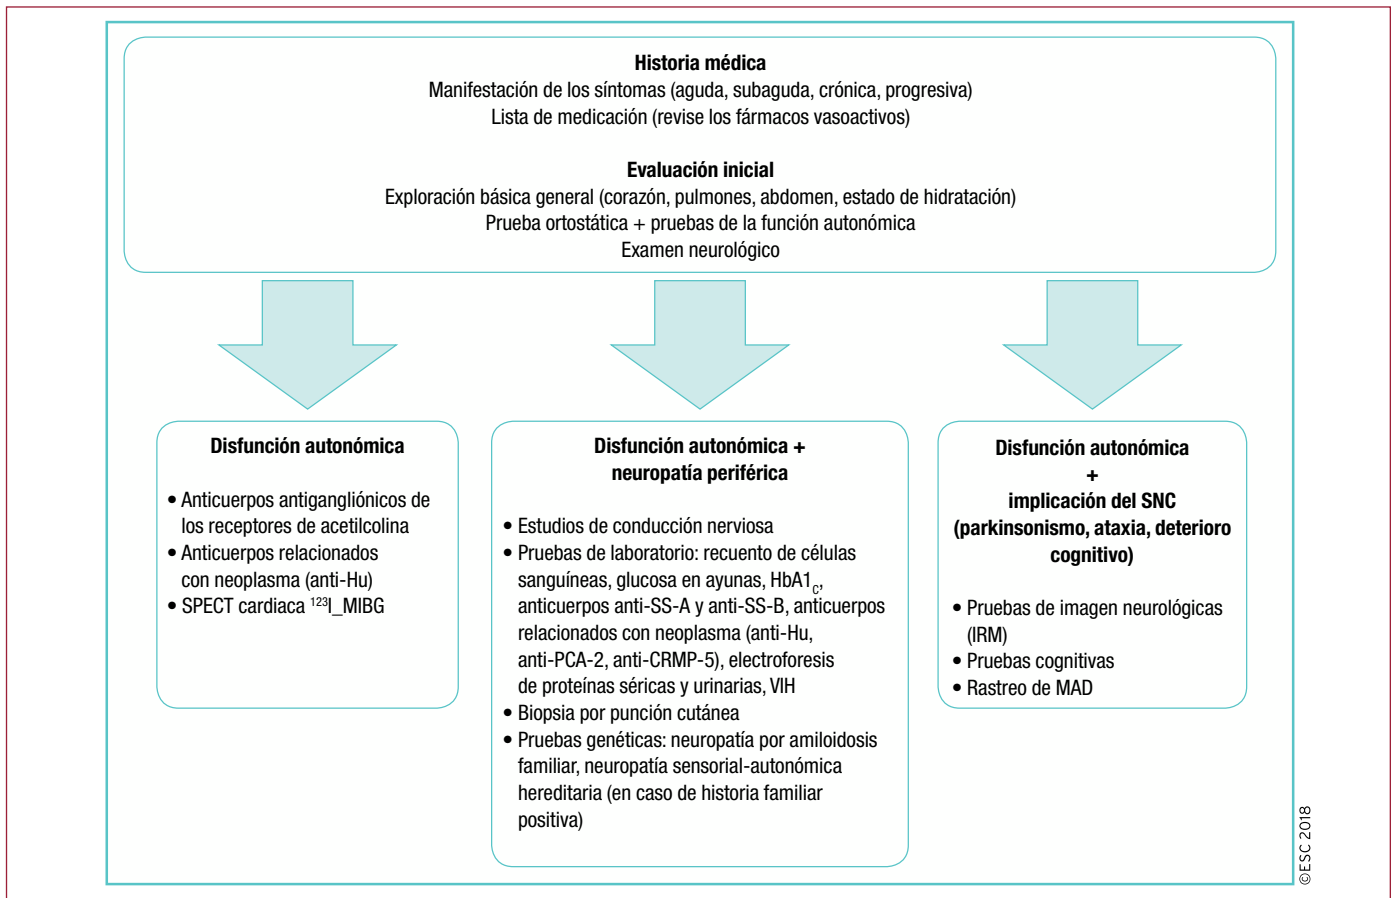 Historia médica
Manifestación de los síntomas (aguda, subaguda, crónica, progresiva)
Lista de medicación (revise los fármacos vasoactivos)
Evaluación inicial
Exploración básica general (corazón, pulmones, abdomen, estado de hidratación)
Prueba ortostática + pruebas de la función autonómica
Examen neurológico
Disfunción autonómica
• Anticuerpos antigangliónicos de
los receptores de acetilcolina
• Anticuerpos relacionados
con neoplasma (anti-Hu)
• SPECT cardiaca ¹²³I_MIBG
Disfunción autonómica +
neuropatía periférica
• Estudios de conducción nerviosa
• Pruebas de laboratorio: recuento de células
sanguíneas, glucosa en ayunas, HbA1c,
anticuerpos anti-SS-A y anti-SS-B, anticuerpos
relacionados con neoplasma (anti-Hu,
anti-PCA-2, anti-CRMP-5), electroforesis
de proteínas séricas y urinarias, VIH
• Biopsia por punción cutánea
• Pruebas genéticas: neuropatía por amiloidosis
familiar, neuropatía sensorial-autonómica
hereditaria (en caso de historia familiar
positiva)
Disfunción autonómica
+
implicación del SNC
(parkinsonismo, ataxia, deterioro
cognitivo)
• Pruebas de imagen neurológicas
(IRM)
• Pruebas cognitivas
• Rastreo de MAD
©ESC 2018